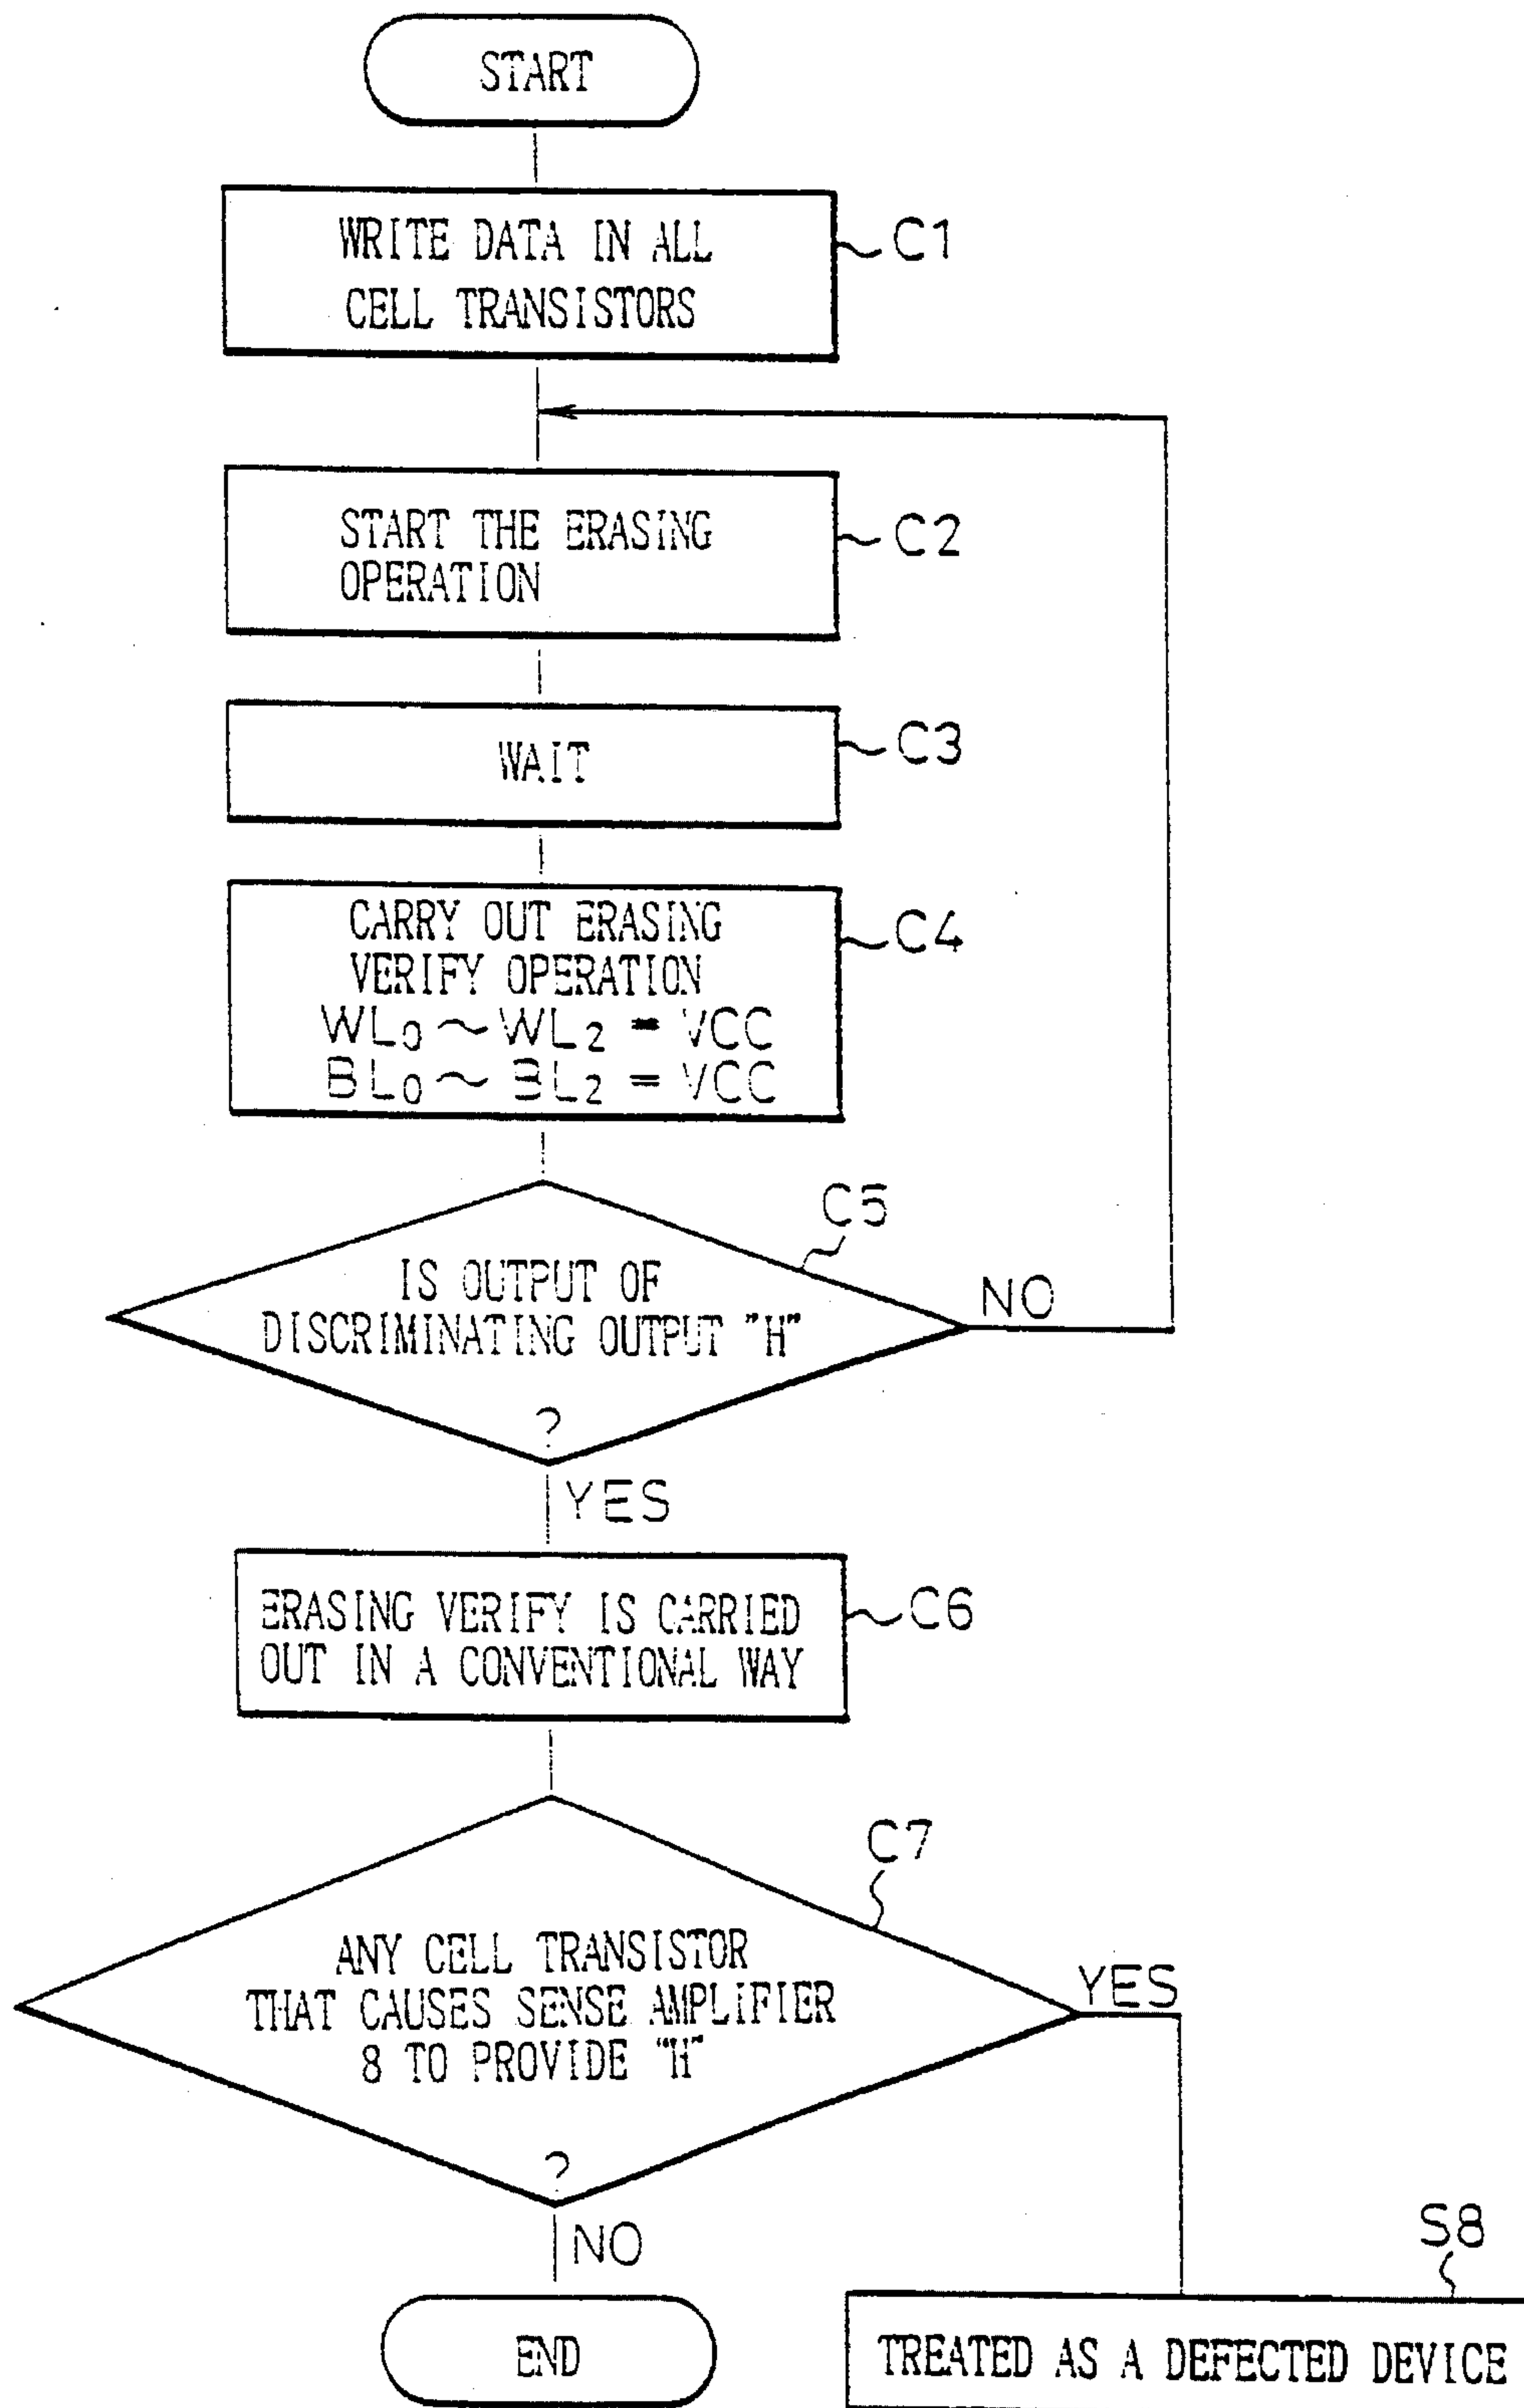 START
WRITE DATA IN ALL
CELL TRANSISTORS
C1
START THE ERASING
OPERATION
C2
WAIT
C3
CARRY OUT ERASING
VERIFY OPERATION
WL0 ~ WL2 = VCC
BL0 ~ BL2 = VCC
C4
C5
IS OUTPUT OF
DISCRIMINATING OUTPUT "H"
?
NO
YES
ERASING VERIFY IS CARRIED
OUT IN A CONVENTIONAL WAY
C6
C7
ANY CELL TRANSISTOR
THAT CAUSES SENSE AMPLIFIER
8 TO PROVIDE "H"
?
YES
NO
S8
END
TREATED AS A DEFECTED DEVICE